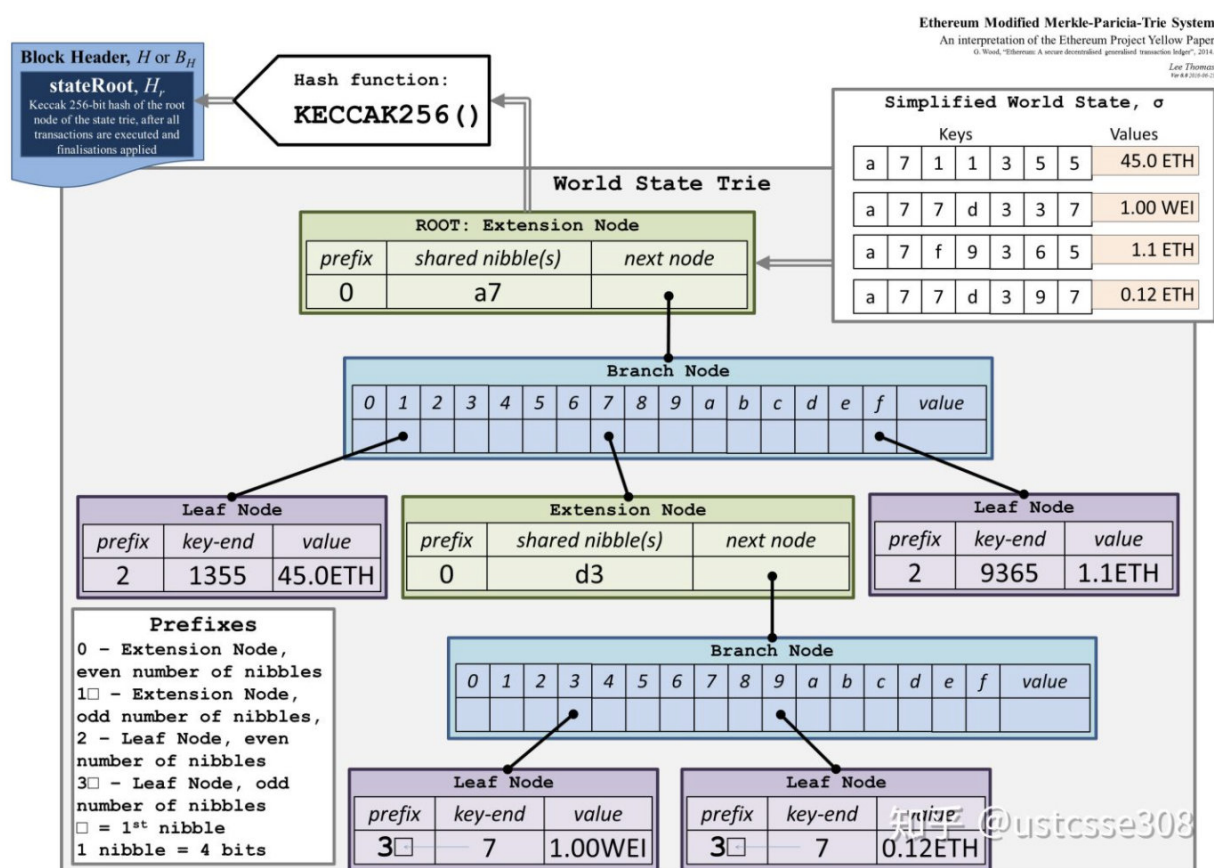 Ethereum Modified Merkle-Paricia-Trie System
An interpretation of the Ethereum Project Yellow Paper
G. Wood, "Ethereum: A secure decentralised generalised transaction ledger", 2014.
Lee Thomas
Block Header, H or B_H
stateRoot, H_r
Keccak 256-bit hash of the root
node of the state trie, after all
transactions are executed and
finalisations applied
Hash function:
KECCAK256()
Simplified World State, σ
Keys Values
a 7 1 1 3 5 5 45.0 ETH
a 7 7 d 3 3 7 1.00 WEI
a 7 f 9 3 6 5 1.1 ETH
a 7 7 d 3 9 7 0.12 ETH
World State Trie
ROOT: Extension Node
prefix shared nibble(s) next node
0 a7
Branch Node
0 1 2 3 4 5 6 7 8 9 a b c d e f value
Leaf Node
prefix key-end value
2 1355 45.0ETH
Extension Node
prefix shared nibble(s) next node
0 d3
Leaf Node
prefix key-end value
2 9365 1.1ETH
Branch Node
0 1 2 3 4 5 6 7 8 9 a b c d e f value
Prefixes
0 – Extension Node,
even number of nibbles
1□ – Extension Node,
odd number of nibbles,
2 – Leaf Node, even
number of nibbles
3□ – Leaf Node, odd
number of nibbles
□ = 1st nibble
1 nibble = 4 bits
Leaf Node
prefix key-end value
3□ 7 1.00WEI
Leaf Node
prefix key-end value
3□ 7 0.12ETH
知乎 @ustcsse308